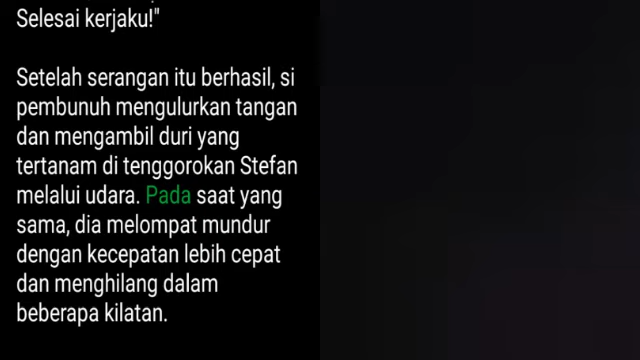 Selesai kerjaku!"
Setelah serangan itu berhasil, si
pembunuh mengulurkan tangan
dan mengambil duri yang
tertanam di tenggorokan Stefan
melalui udara. Pada saat yang
sama, dia melompat mundur
dengan kecepatan lebih cepat
dan menghilang dalam
beberapa kilatan.